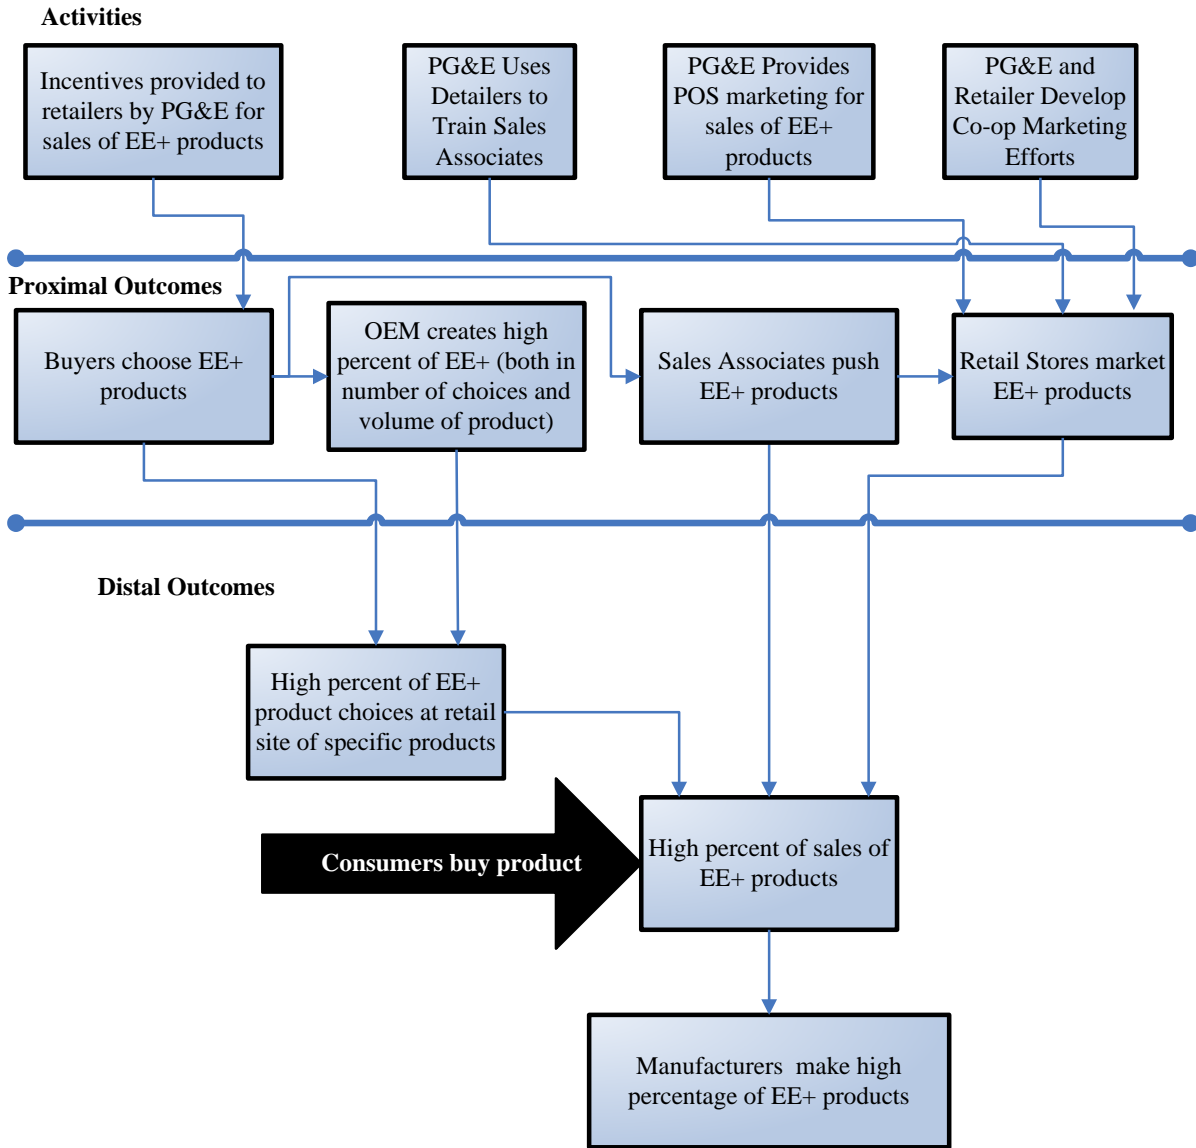 Activities
Incentives provided to
retailers by PG&E for
sales of EE+ products
PG&E Uses
Detailers to
Train Sales
Associates
PG&E Provides
POS marketing for
sales of EE+
products
PG&E and
Retailer Develop
Co-op Marketing
Efforts
Proximal Outcomes
Buyers choose EE+
products
OEM creates high
percent of EE+ (both in
number of choices and
volume of product)
Sales Associates push
EE+ products
Retail Stores market
EE+ products
Distal Outcomes
High percent of EE+
product choices at retail
site of specific products
Consumers buy product
High percent of sales of
EE+ products
Manufacturers  make high
percentage of EE+ products